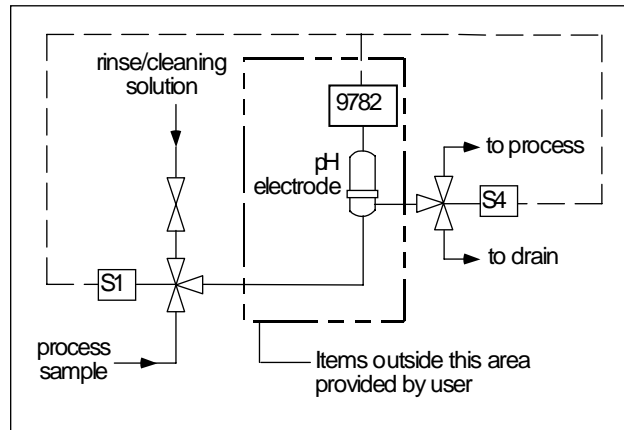 rinse/cleaning
solution
9782
pH
electrode
to process
S4
to drain
S1
process
sample
Items outside this area
provided by user